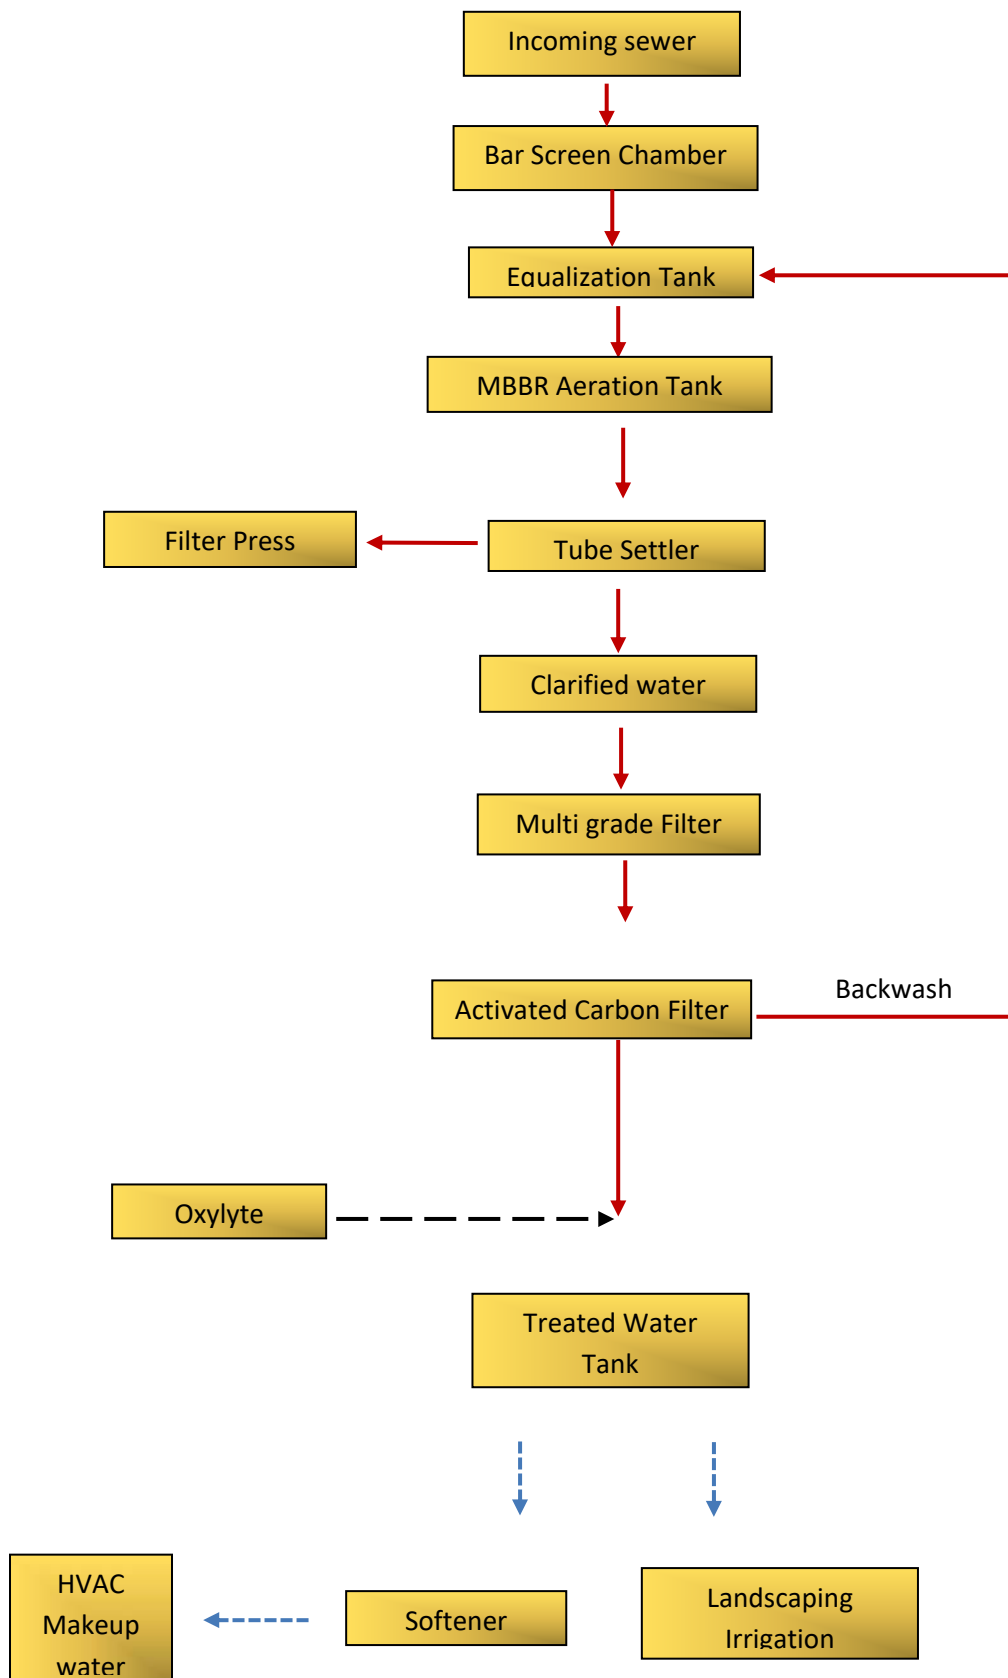 Incoming sewer
Bar Screen Chamber
Equalization Tank
MBBR Aeration Tank
Filter Press
Tube Settler
Clarified water
Multi grade Filter
Activated Carbon Filter
Backwash
Oxylyte
Treated Water
Tank
HVAC
Makeup
water
Softener
Landscaping
Irrigation